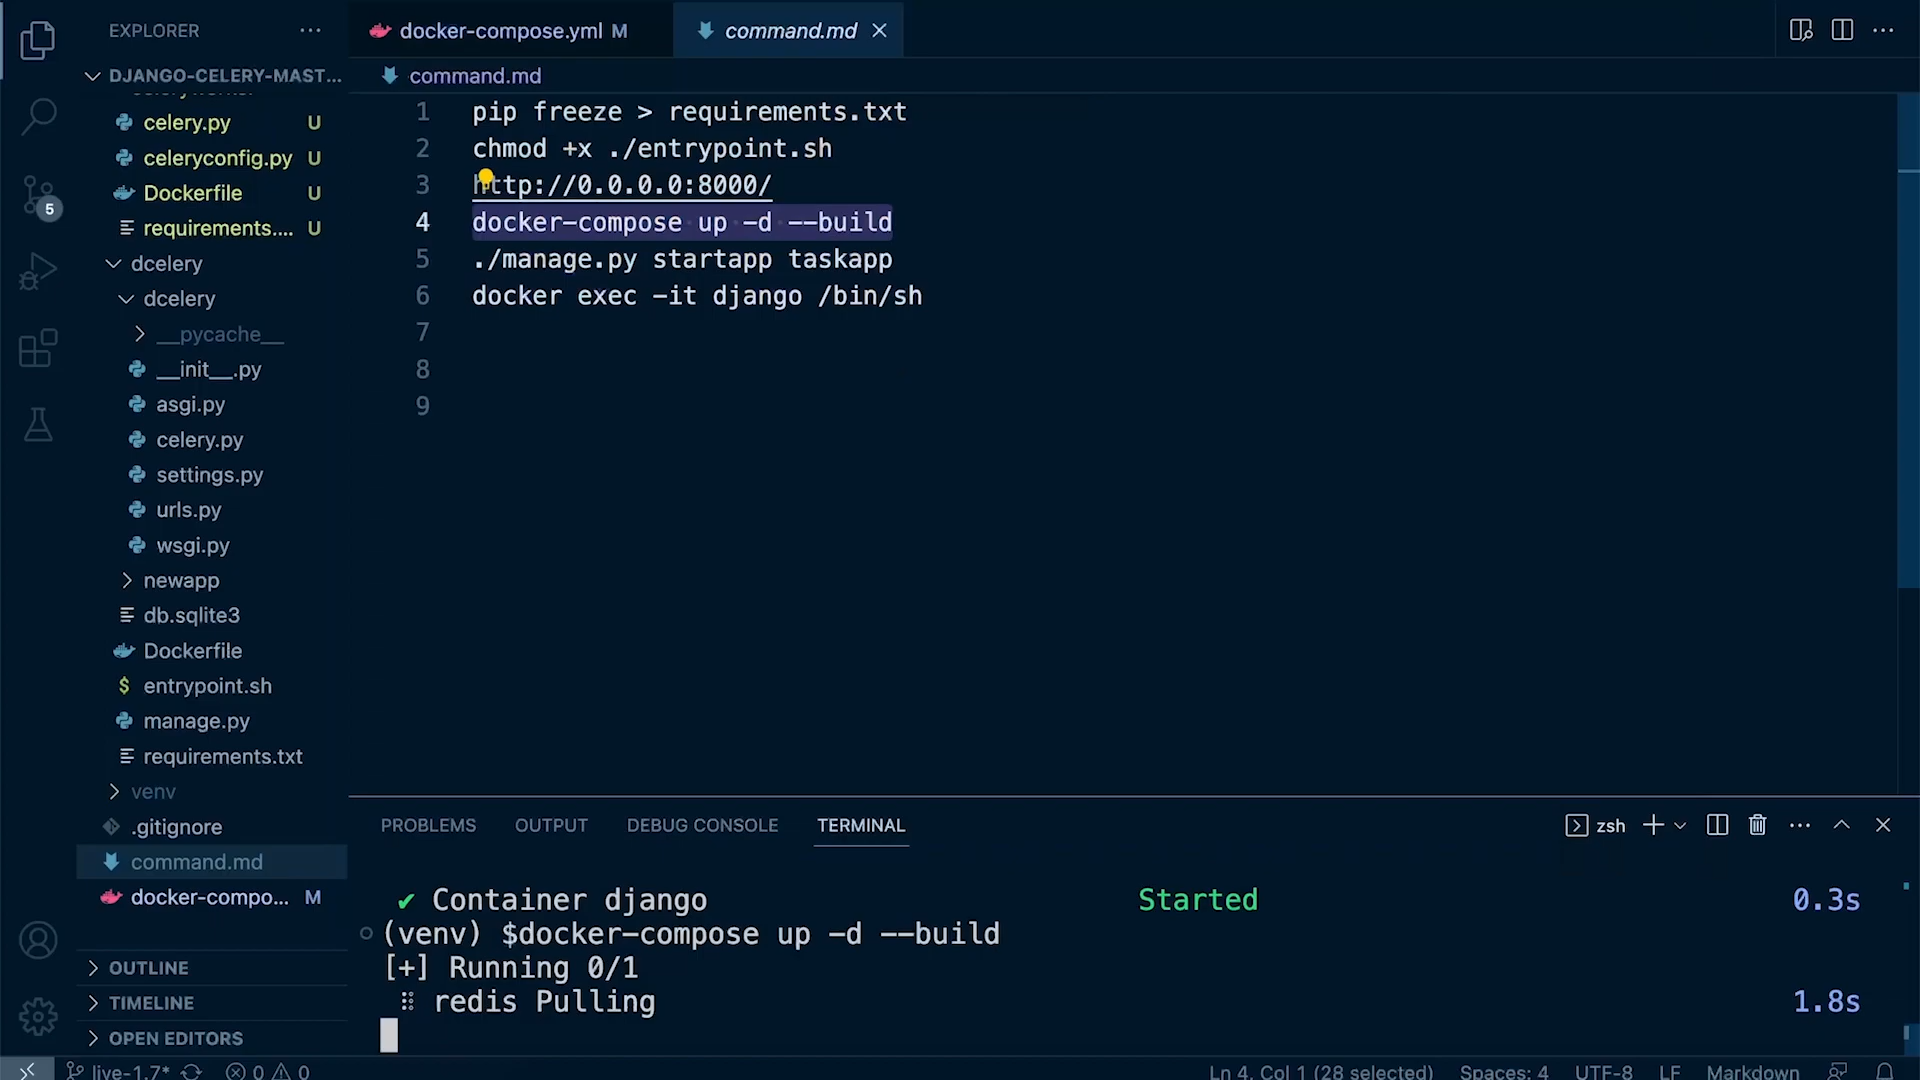 EXPLORER
DJANGO-CELERY-MAST...
celery.py U
celeryconfig.py U
Dockerfile U
requirements.... U
dcelery
dcelery
__pycache__
__init__.py
asgi.py
celery.py
settings.py
urls.py
wsgi.py
newapp
db.sqlite3
Dockerfile
entrypoint.sh
manage.py
requirements.txt
venv
.gitignore
command.md
docker-compo... M
OUTLINE
TIMELINE
OPEN EDITORS
5
docker-compose.yml M
command.md
command.md
1 pip freeze > requirements.txt
2 chmod +x ./entrypoint.sh
3 http://0.0.0.0:8000/
4 docker-compose up -d --build
5 ./manage.py startapp taskapp
6 docker exec -it django /bin/sh
7
8
9
PROBLEMS OUTPUT DEBUG CONSOLE TERMINAL
zsh
✔ Container django Started 0.3s
(venv) $docker-compose up -d --build
[+] Running 0/1
⠿ redis Pulling 1.8s
live-1.7* 0 0
Ln 4, Col 1 (28 selected) Spaces: 4 UTF-8 LF Markdown